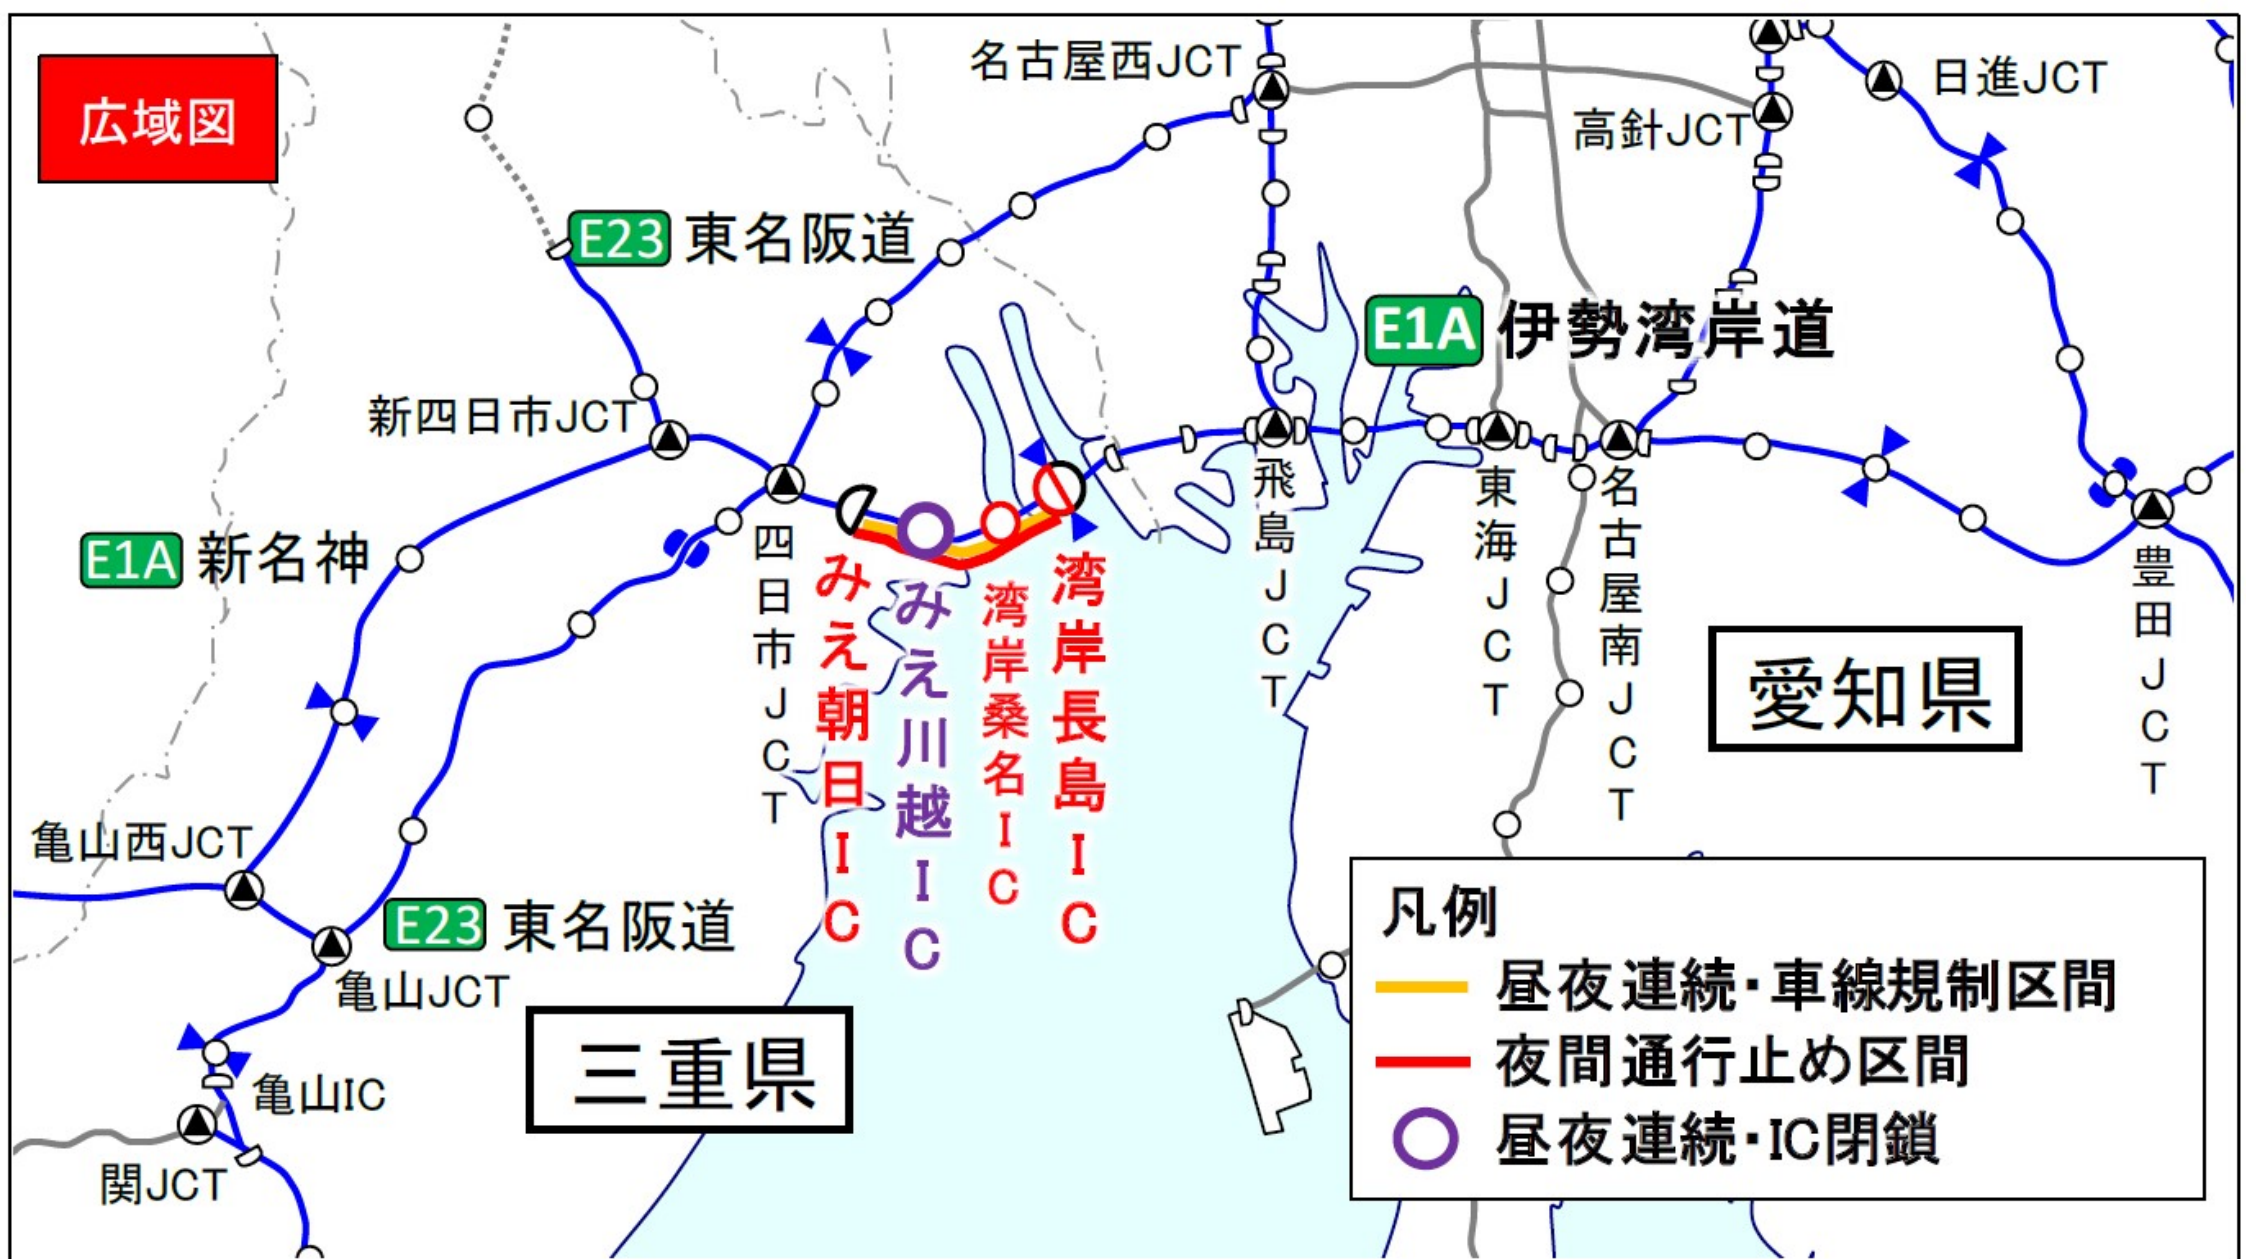 広域図
名古屋西JCT
日進JCT
高針JCT
E23 東名阪道
E1A 伊勢湾岸道
新四日市JCT
E1A 新名神
四日市JCT
みえ朝日IC
みえ川越IC
湾岸桑名IC
湾岸長島IC
飛島JCT
東海JCT
名古屋南JCT
豊田JCT
愛知県
亀山西JCT
E23 東名阪道
亀山JCT
三重県
亀山IC
関JCT
凡例
昼夜連続・車線規制区間
夜間通行止め区間
昼夜連続・IC閉鎖